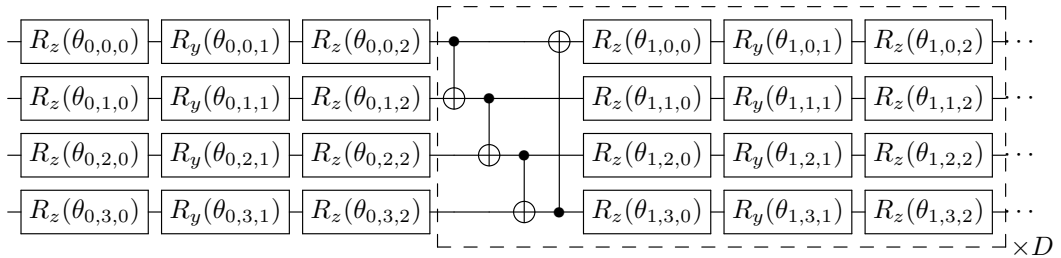 R_z(θ_{0,0,0}) R_y(θ_{0,0,1}) R_z(θ_{0,0,2}) R_z(θ_{1,0,0}) R_y(θ_{1,0,1}) R_z(θ_{1,0,2}) ⋯
R_z(θ_{0,1,0}) R_y(θ_{0,1,1}) R_z(θ_{0,1,2}) R_z(θ_{1,1,0}) R_y(θ_{1,1,1}) R_z(θ_{1,1,2}) ⋯
R_z(θ_{0,2,0}) R_y(θ_{0,2,1}) R_z(θ_{0,2,2}) R_z(θ_{1,2,0}) R_y(θ_{1,2,1}) R_z(θ_{1,2,2}) ⋯
R_z(θ_{0,3,0}) R_y(θ_{0,3,1}) R_z(θ_{0,3,2}) R_z(θ_{1,3,0}) R_y(θ_{1,3,1}) R_z(θ_{1,3,2}) ⋯
×D